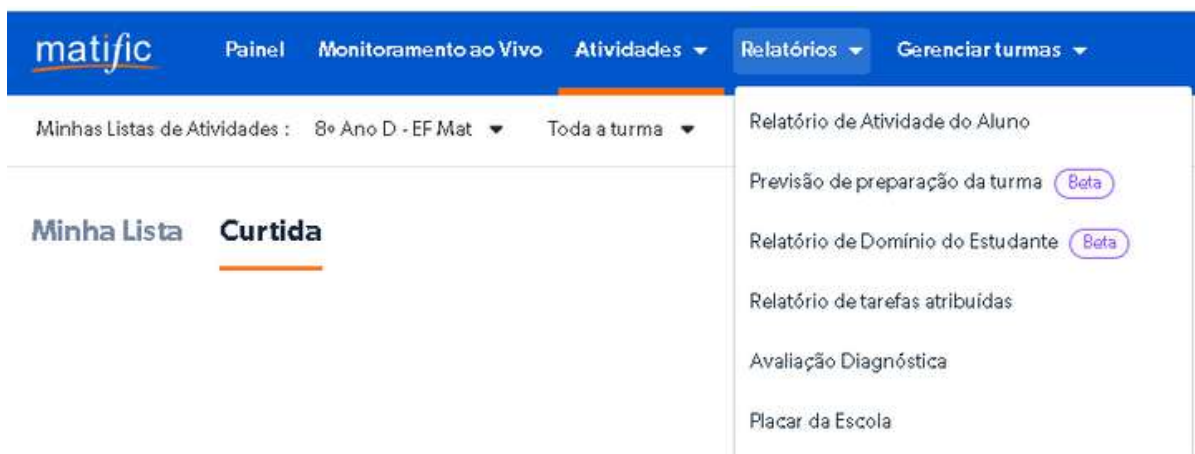 matific Painel Monitoramento ao Vivo Atividades Relatórios Gerenciar turmas
Minhas Listas de Atividades : 8º Ano D - EF Mat Toda a turma
Minha Lista Curtida
Relatório de Atividade do Aluno
Previsão de preparação da turma Beta
Relatório de Domínio do Estudante Beta
Relatório de tarefas atribuídas
Avaliação Diagnóstica
Placar da Escola